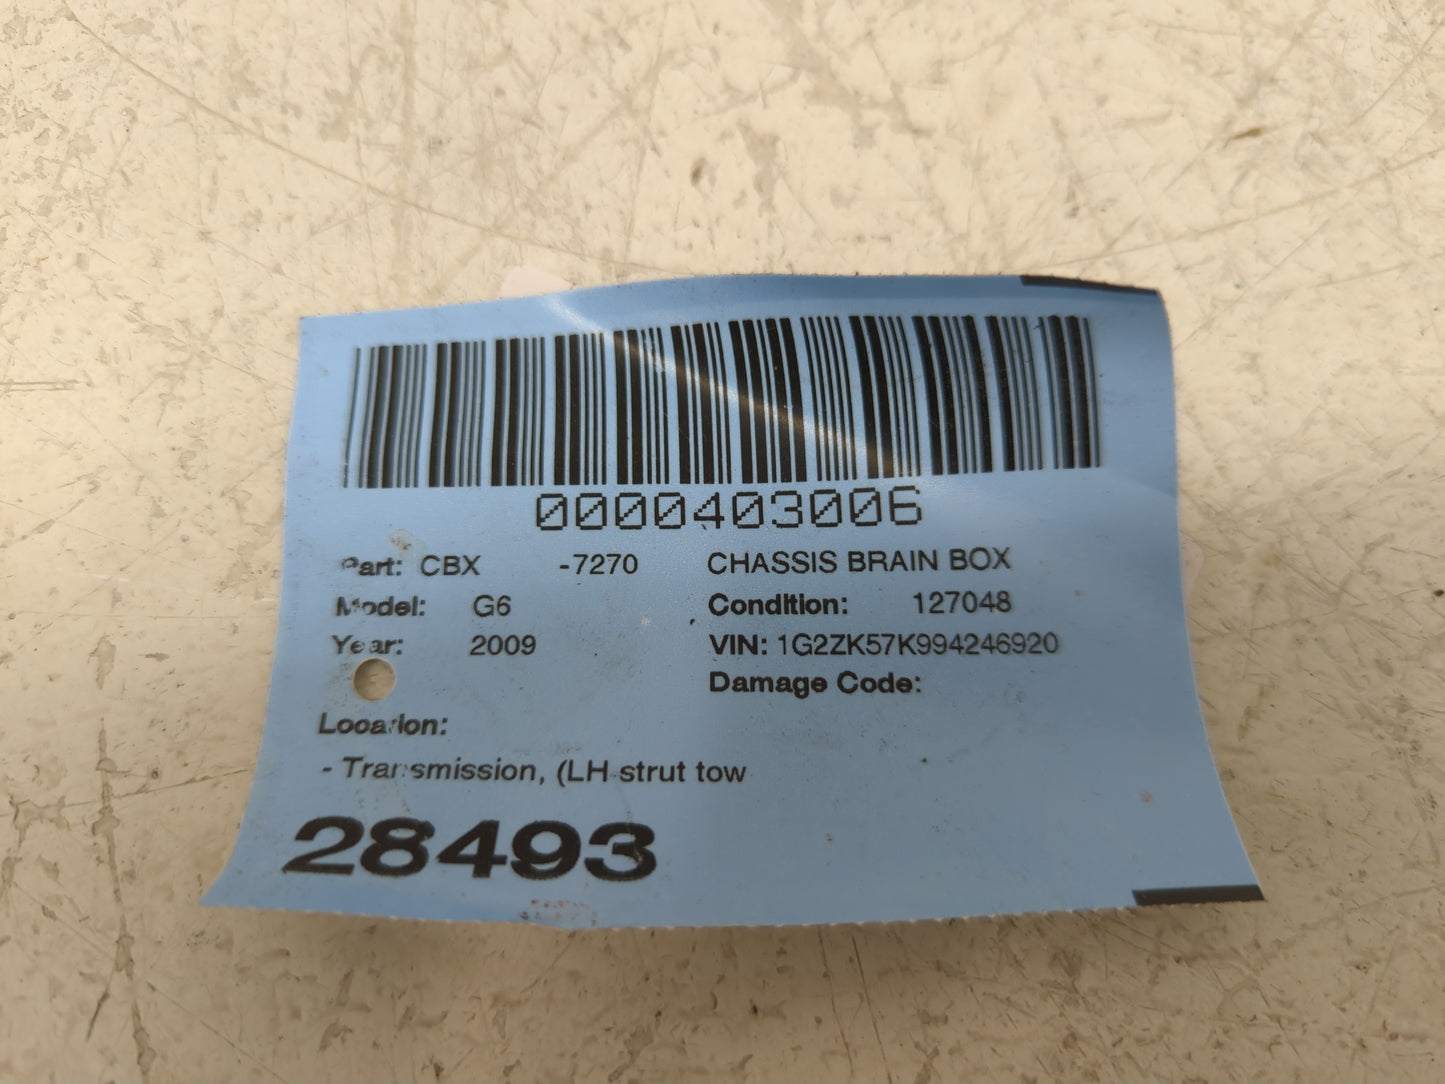 0000403006
Part: CBX -7270 CHASSIS BRAIN BOX
Model: G6 Condition: 127048
Year: 2009 VIN: 1G2ZK57K994246920
Damage Code:
Location:
- Transmission, (LH strut tow
28493